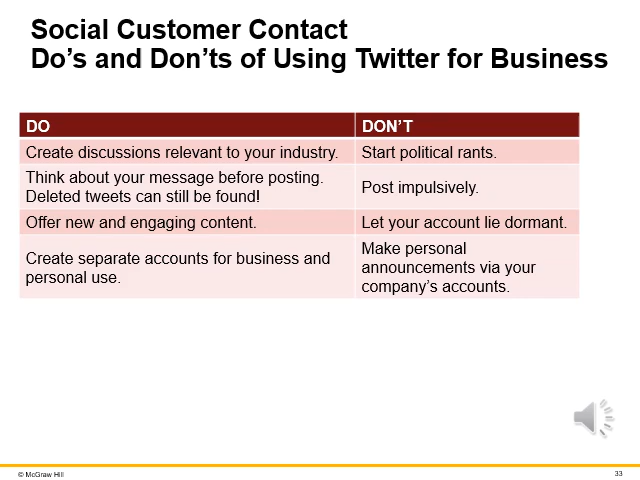 Social Customer Contact
Do’s and Don’ts of Using Twitter for Business
DO
DON’T
Create discussions relevant to your industry.
Start political rants.
Think about your message before posting.
Deleted tweets can still be found!
Post impulsively.
Offer new and engaging content.
Let your account lie dormant.
Create separate accounts for business and
personal use.
Make personal
announcements via your
company’s accounts.
© McGraw Hill
33